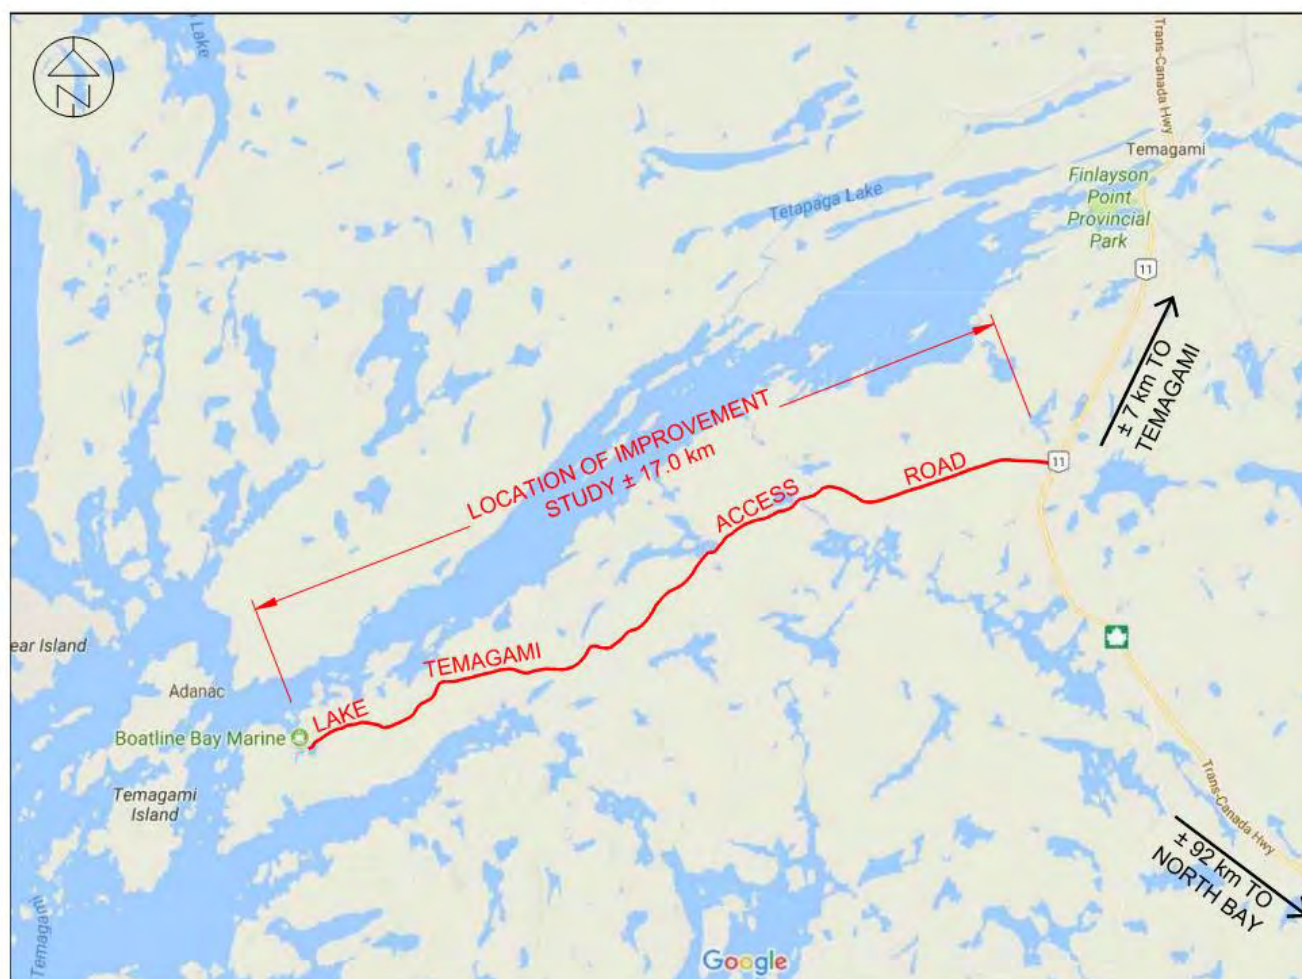 Lake
N
Trans-Canada Hwy
Temagami
Finlayson
Point
Provincial
Park
Tetapaga Lake
11
± 7 km TO
TEMAGAMI
LOCATION OF IMPROVEMENT
STUDY ± 17.0 km
11
LAKE TEMAGAMI ACCESS ROAD
ear Island
Adanac
Boatline Bay Marine
Temagami
Island
Trans-Canada Hwy
± 92 km TO
NORTH BAY
Temagami
Google